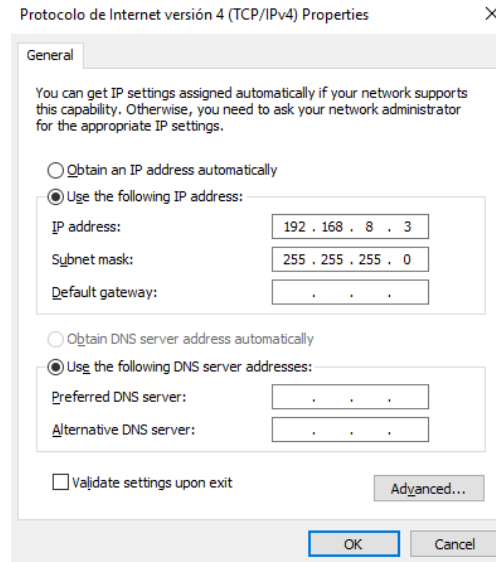 Protocolo de Internet versión 4 (TCP/IPv4) Properties
General
You can get IP settings assigned automatically if your network supports
this capability. Otherwise, you need to ask your network administrator
for the appropriate IP settings.
Obtain an IP address automatically
Use the following IP address:
IP address: 192 . 168 . 8 . 3
Subnet mask: 255 . 255 . 255 . 0
Default gateway: . . .
Obtain DNS server address automatically
Use the following DNS server addresses:
Preferred DNS server: . . .
Alternative DNS server: . . .
Validate settings upon exit
Advanced...
OK Cancel